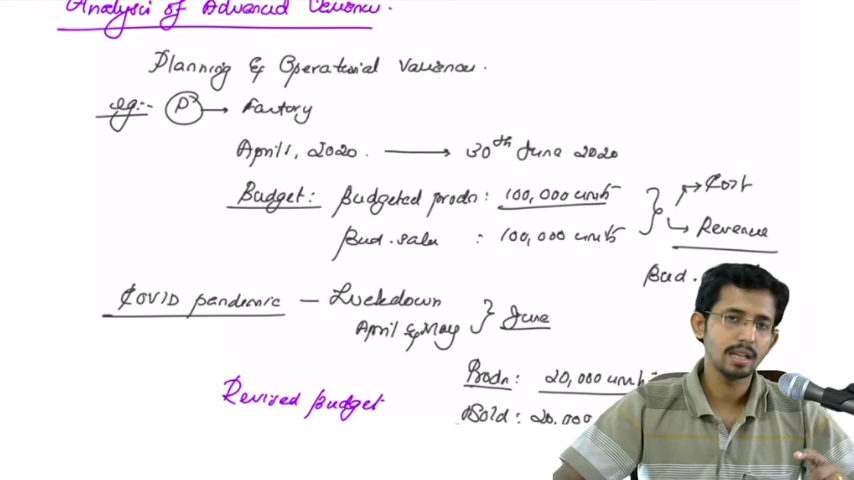 Analysis of Advanced Variance.
Planning & Operational Variance.
eg:- P → Factory
April 1, 2020. → 30th June 2020
Budget: Budgeted prodn: 100,000 units → Cost
Bud. sales : 100,000 units → Revenue
Bud.
COVID pandemic — Lockdown
April & May } June
Prodn: 20,000 units
Revised budget
Sold: 20.000